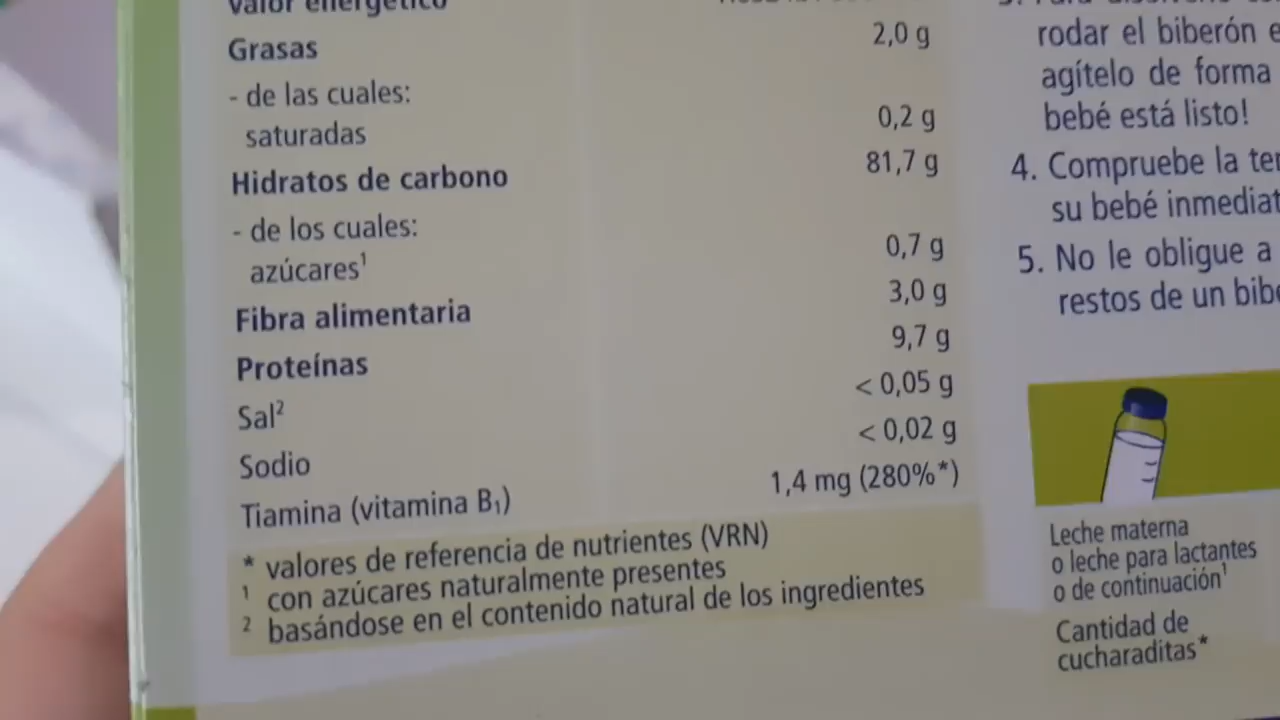 Valor energético
Grasas 2,0 g
- de las cuales:
saturadas 0,2 g
Hidratos de carbono 81,7 g
- de los cuales:
azúcares¹ 0,7 g
Fibra alimentaria 3,0 g
Proteínas 9,7 g
Sal² < 0,05 g
Sodio < 0,02 g
Tiamina (vitamina B₁) 1,4 mg (280%*)
* valores de referencia de nutrientes (VRN)
¹ con azúcares naturalmente presentes
² basándose en el contenido natural de los ingredientes
rodar el biberón
agítelo de forma
bebé está listo!
4. Compruebe la
su bebé
5. No le obligue a
restos de un
Leche materna
o leche para lactantes
o de continuación¹
Cantidad de
cucharaditas*